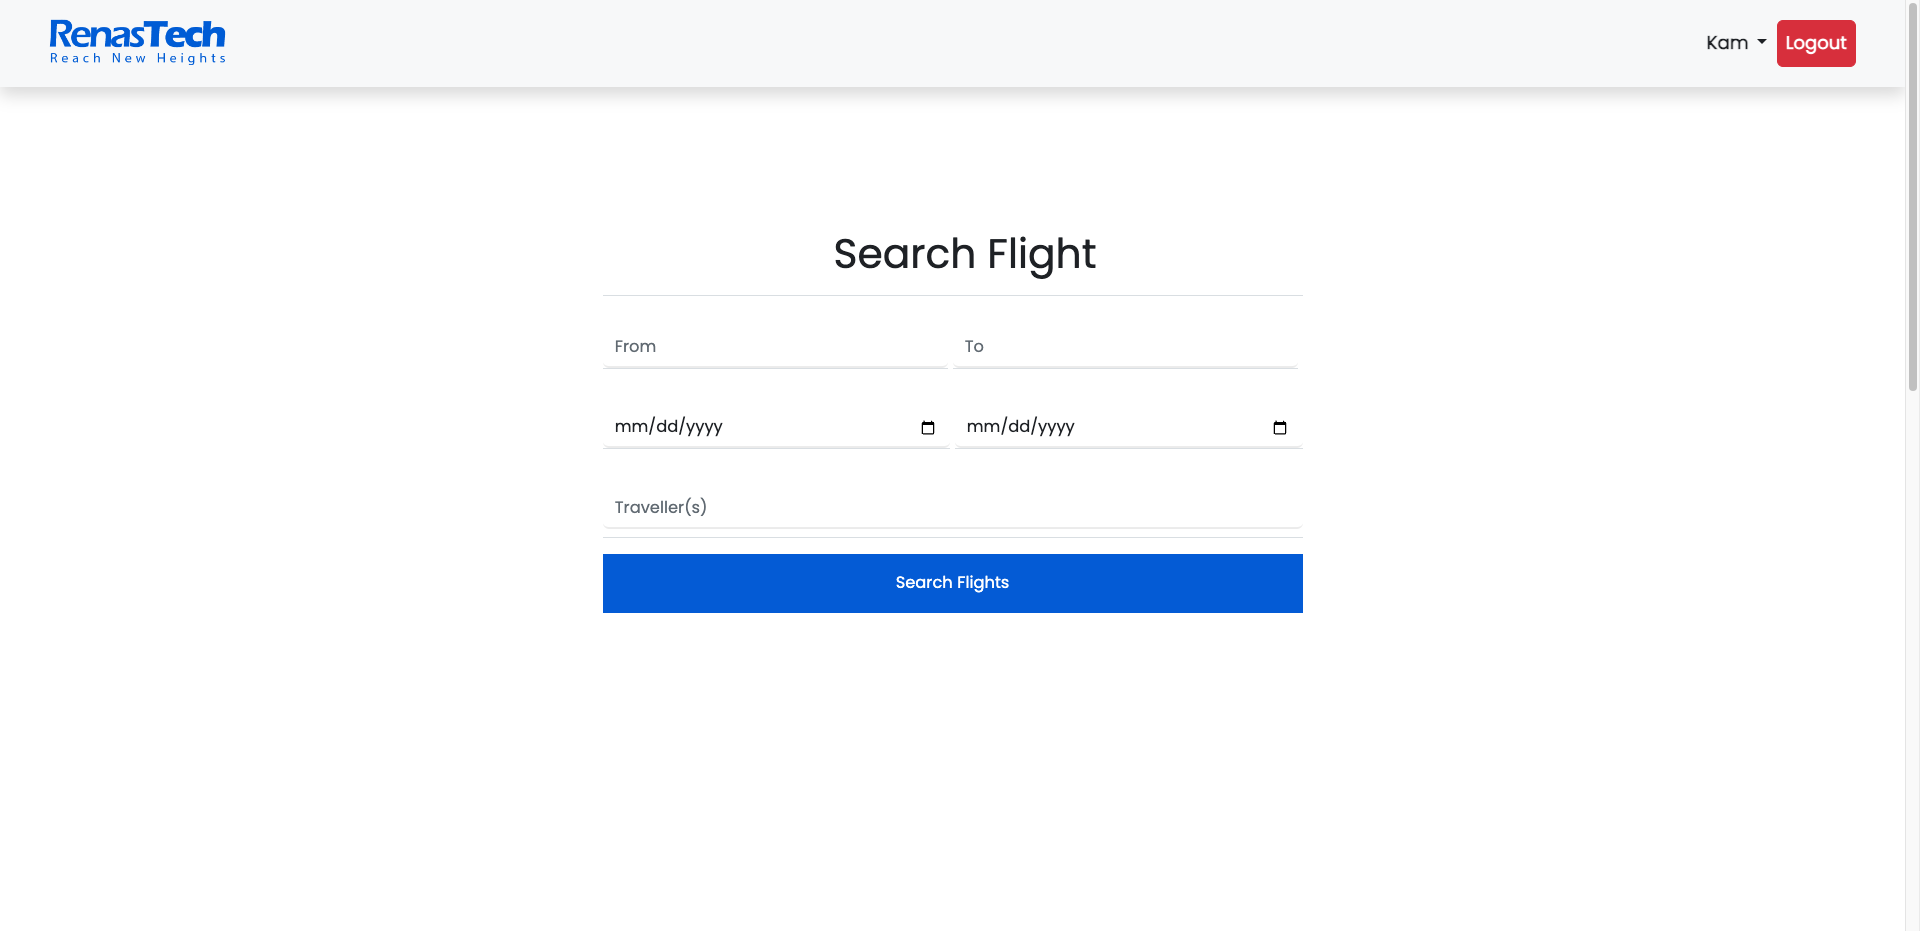 RenasTech
Reach New Heights
Kam
Logout
Search Flight
From
To
mm/dd/yyyy
mm/dd/yyyy
Traveller(s)
Search Flights